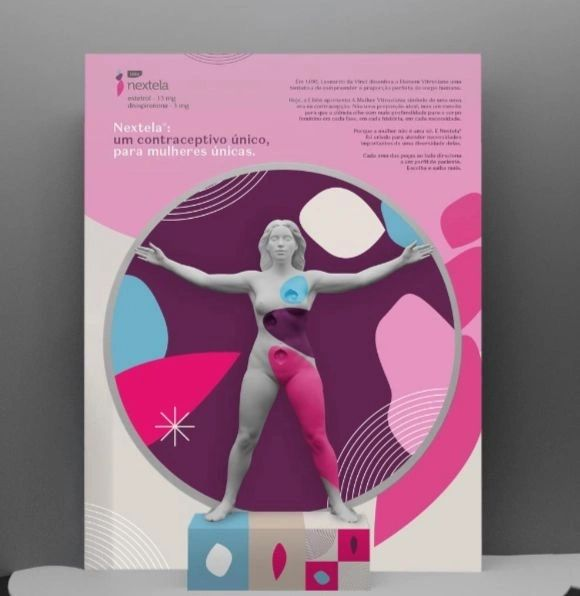 libbs
nextela
estetrol - 15 mg
drospirenona - 3 mg
Nextela®:
um contraceptivo único,
para mulheres únicas.
Em 1490, Leonardo da Vinci desenhou o Homem Vitruviano uma
tentativa de compreender a proporção perfeita do corpo humano.
Hoje, a Libbs apresenta A Mulher Vitruviana símbolo de uma nova
era na contracepção. Não uma proporção ideal, mas um convite
para que a ciência olhe com mais profundidade para o corpo
feminino em cada fase, em cada história, em cada necessidade.
Porque a mulher não é uma só. E Nextela®
foi criado para atender necessidades
importantes de uma diversidade delas.
Cada uma das peças ao lado direciona
a um perfil de paciente.
Escolha e saiba mais.